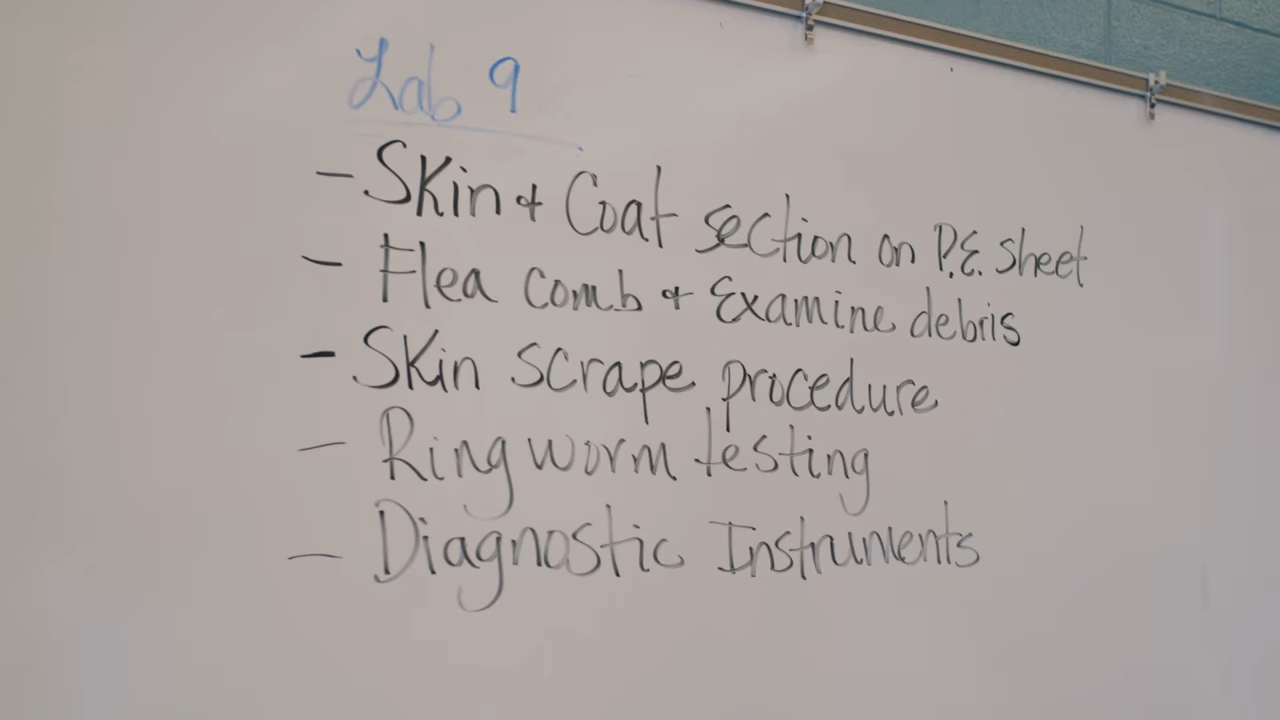 Lab 9
- Skin + Coat section on P.E. sheet
- Flea comb + Examine debris
- Skin scrape procedure
- Ringworm testing
- Diagnostic Instruments